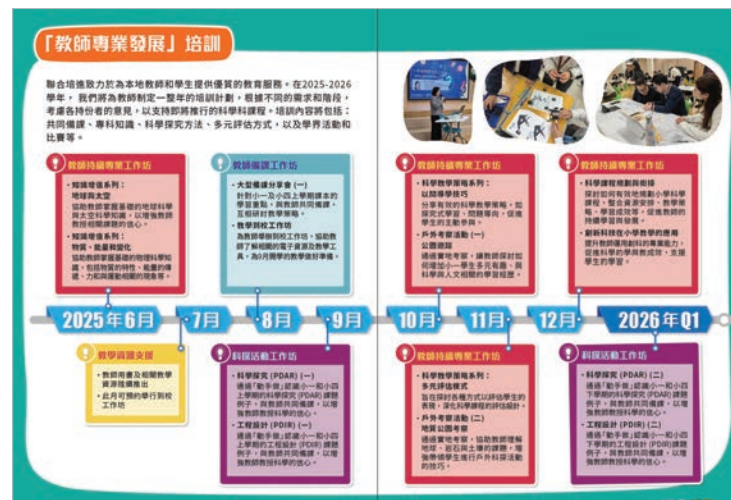 「教師專業發展」培訓
聯合培進致力於為本地教師和學生提供優質的教育服務。在2025-2026
學年，我們將為教師制定一整年的培訓計劃，根據不同的需求和階段，
考慮各持份者的意見，以支持即將推行的科學科課程。培訓內容將包括：
共同備課、專科知識、科學探究方法、多元評估方式，以及學界活動和
比賽等。
教師持續專業工作坊
• 知識增值系列：
地球與太空
協助教師掌握基礎的地球科學
與太空科學知識，以增強教師
教授相關課題的信心。
• 知識增值系列：
物質、能量和變化
協助教師掌握基礎的物理科學知
識，包括物質的特性、能量的傳
遞、力和與運動相關的現象等。
教師備課工作坊
• 大型備課分享會 (一)
針對小一及小四上學期課本的
學習重點，與教師共同備課、
互相研討教學策略。
• 教學到校工作坊
為教師舉辦到校工作坊，協助教
師了解相關的電子資源及教學工
具，為9月開學的教學做好準備。
教師持續專業工作坊
• 科學教學策略系列：
以問導學技巧
分享有效的科學教學策略，如
探究式學習、問題導向，促進
學生的主動參與。
• 戶外考察活動 (一)
公園遊蹤
通過實地考察，讓教師探討如
何增加小一學生多元有趣、與
科學與人文相關的學習經歷。
教師持續專業工作坊
• 科學課程規劃與銜接
探討如何有效地規劃小學科學
課程，整合資源安排、教學策
略、學習成效等，促進教師的
持續學習與發展。
• 創新科技在小學教學的應用
提升教師運用創科的專業能力，
促進科學的學與教成效，支援
學生的學習。
2025年6月
7月
8月
9月
10月
11月
12月
2026年Q1
教學資源支援
• 教師用書及相關教學
資源陸續推出
• 此月可預約舉行到校
工作坊
科探活動工作坊
• 科學探究 (PDAR) (一)
通過「動手做」認識小一和小四
上學期的科學探究 (PDAR) 課題
例子，與教師共同備課，以增
強教師教授科學的信心。
• 工程設計 (PDIR) (一)
通過「動手做」認識小一和小四
上學期的工程設計 (PDIR) 課題
例子，與教師共同備課，以增
強教師教授科學的信心。
教師持續專業工作坊
• 科學教學策略系列：
多元評估模式
旨在探討各種方式以評估學生的
表現，深化科學課程的評估設計。
• 戶外考察活動 (二)
地質公園考察
通過實地考察，協助教師理解
地球、岩石與土壤的課題，增
強帶領學生進行戶外科探活動
的技巧。
科探活動工作坊
• 科學探究 (PDAR) (二)
通過「動手做」認識小一和小四
下學期的科學探究 (PDAR) 課題
例子，與教師共同備課，以增
強教師教授科學的信心。
• 工程設計 (PDIR) (二)
通過「動手做」認識小一和小四
下學期的工程設計 (PDIR) 課題
例子，與教師共同備課，以增
強教師教授科學的信心。